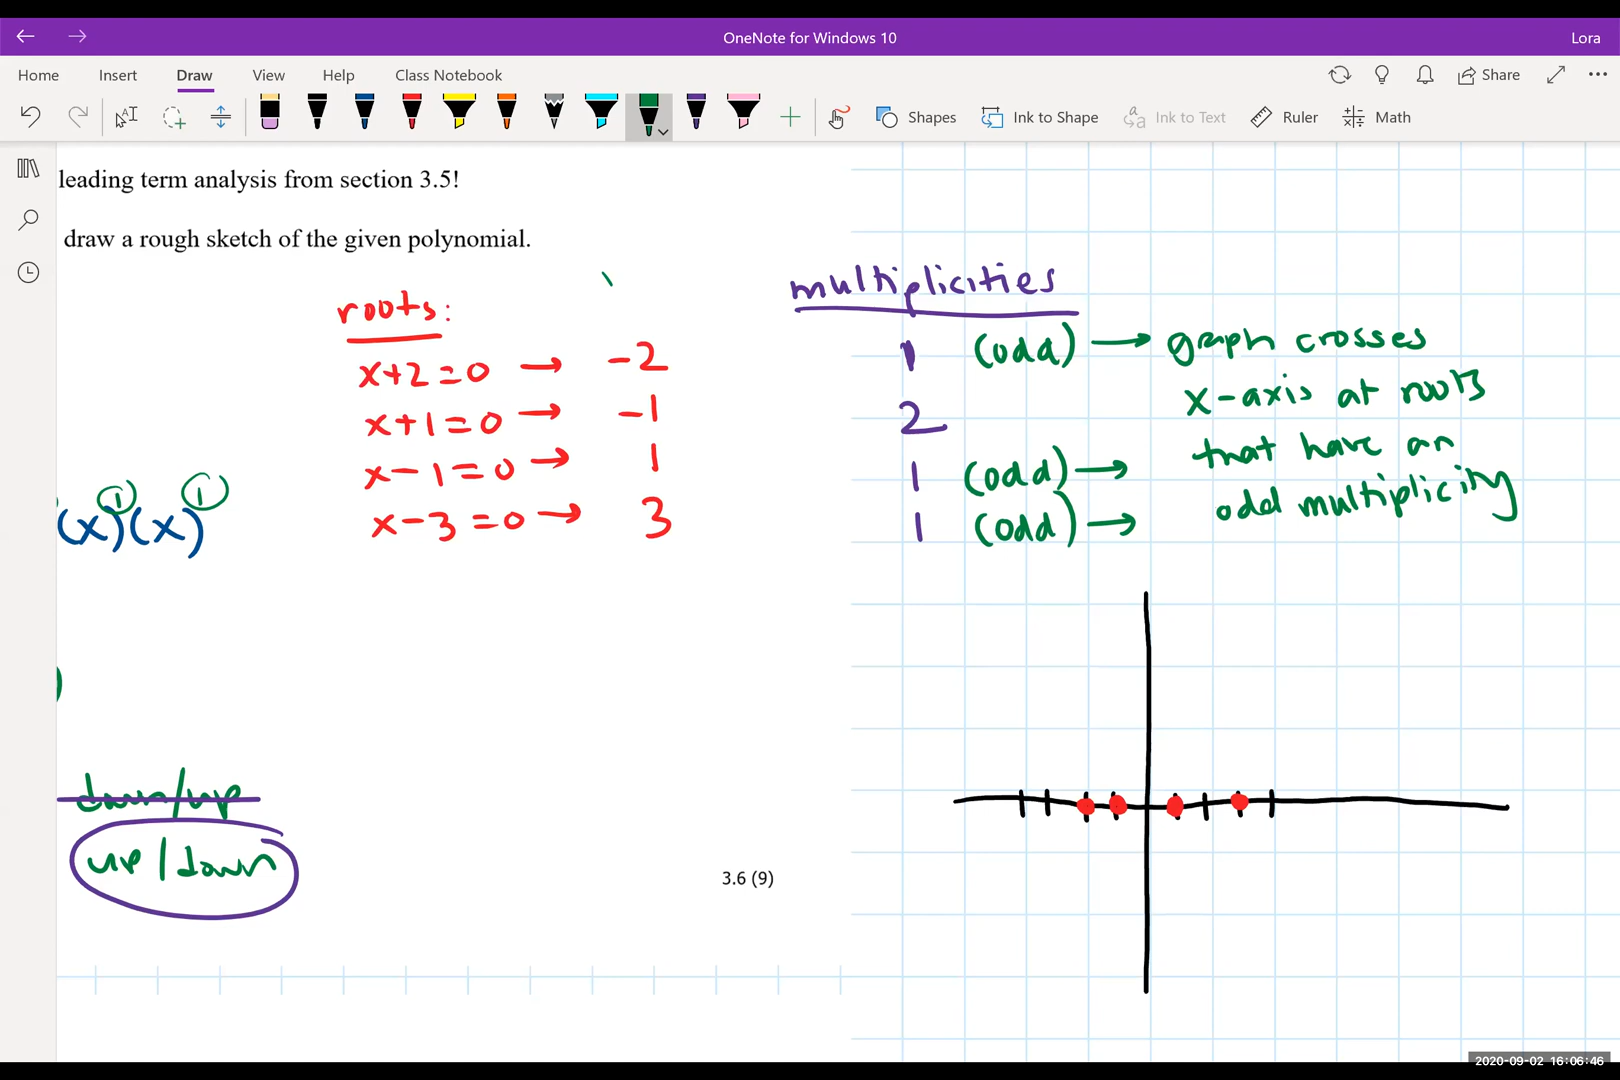 OneNote for Windows 10
Lora
Home Insert Draw View Help Class Notebook
Share
Shapes Ink to Shape Ink to Text Ruler Math
leading term analysis from section 3.5!
draw a rough sketch of the given polynomial.
roots:
x+2=0 → -2
x+1=0 → -1
x-1=0 → 1
x-3=0 → 3
multiplicities
1 (odd) → graph crosses
x-axis at roots
that have an
odd multiplicity
2
1 (odd) →
1 (odd) →
(x)^1(x)^1
down/up
up/down
3.6 (9)
2020-09-02 16:06:46